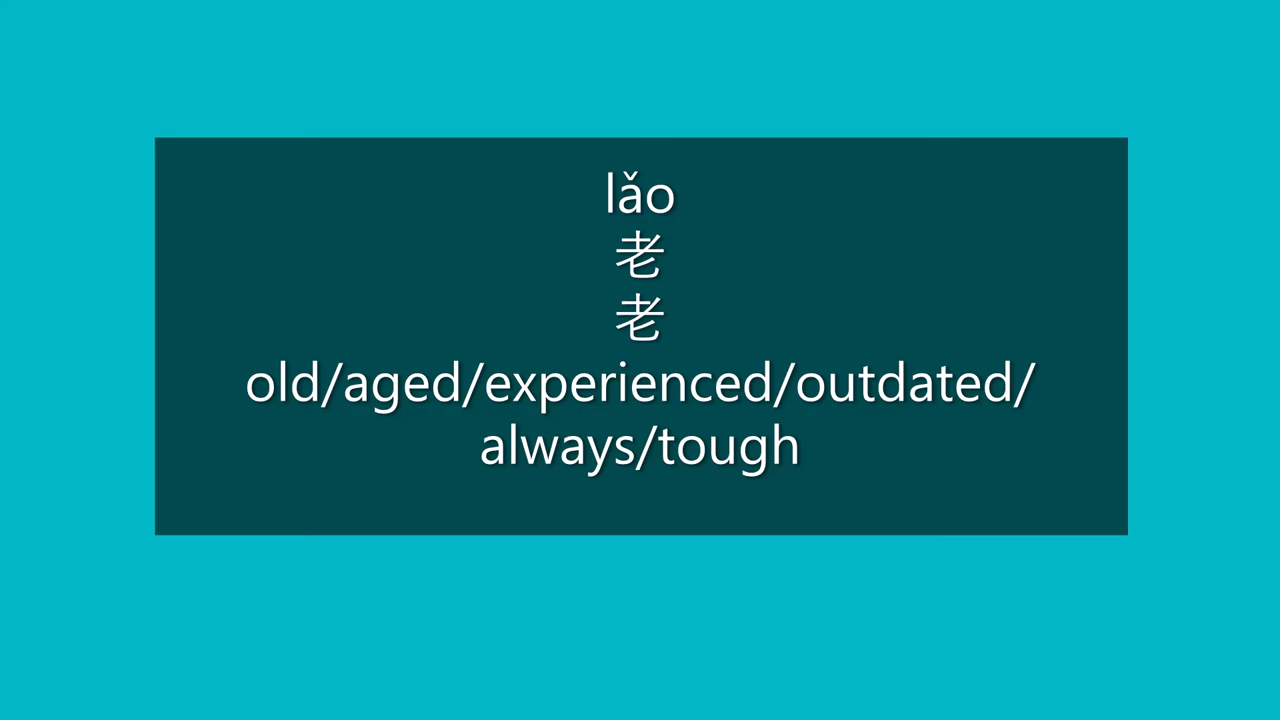 lǎo
老
老
old/aged/experienced/outdated/
always/tough